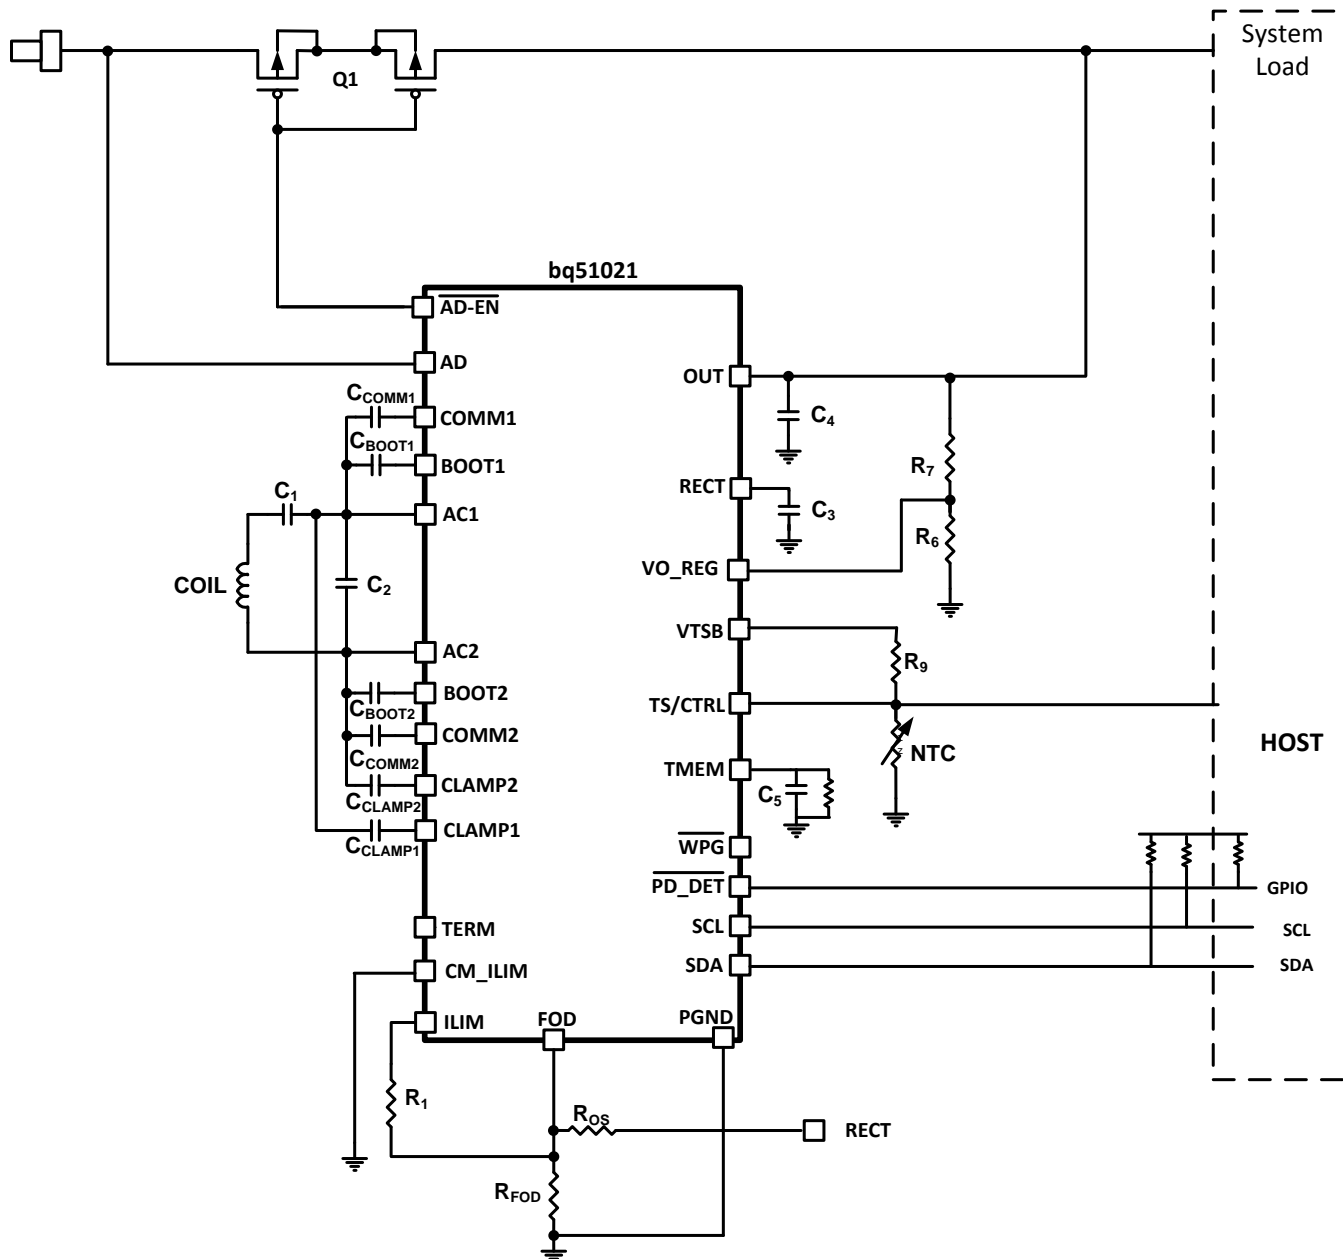 System
Load
Q1
bq51021
AD-EN
AD
COMM1
BOOT1
AC1
AC2
BOOT2
COMM2
CLAMP2
CLAMP1
TERM
CM_ILIM
ILIM
FOD
PGND
OUT
RECT
VO_REG
VTSB
TS/CTRL
TMEM
WPG
PD_DET
SCL
SDA
CCOMM1
CBOOT1
C1
COIL
C2
CBOOT2
CCOMM2
CCLAMP2
CCLAMP1
C4
R7
C3
R6
R9
NTC
C5
HOST
GPIO
SCL
SDA
R1
ROS
RECT
RFOD